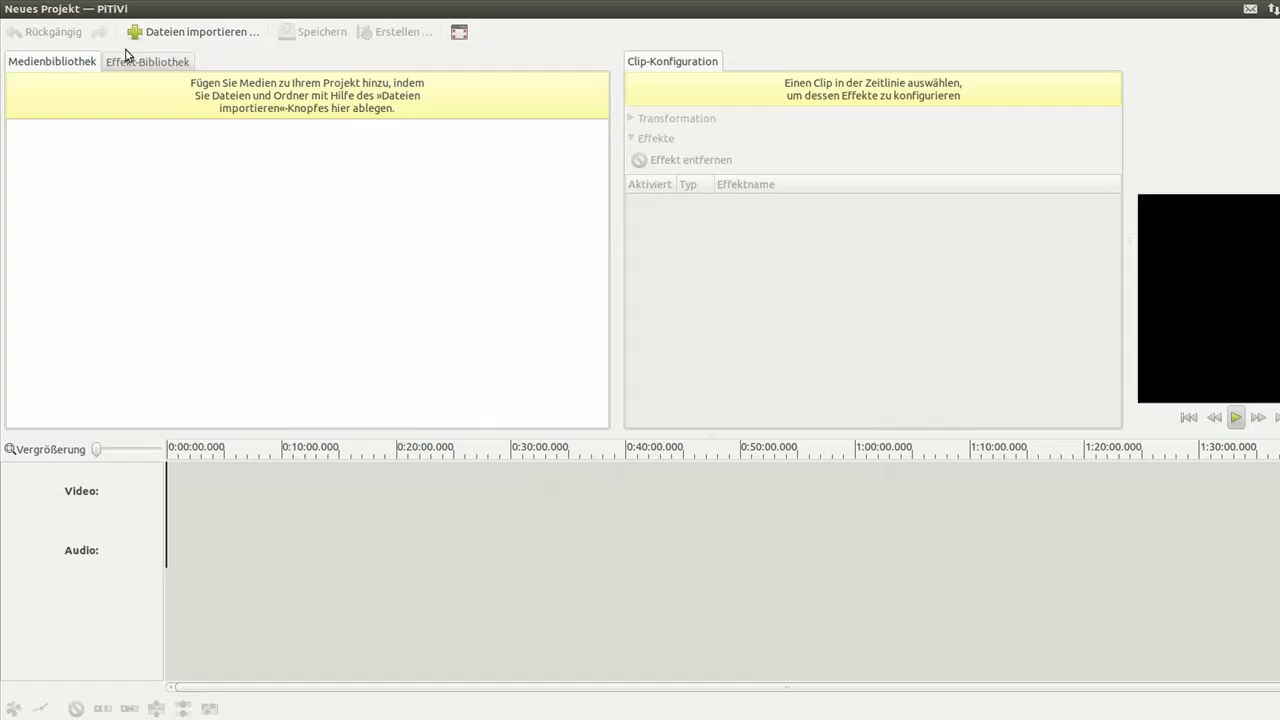 Neues Projekt — PiTiVi
Rückgängig
Dateien importieren ...
Speichern
Erstellen ...
Medienbibliothek
Effekt-Bibliothek
Clip-Konfiguration
Fügen Sie Medien zu Ihrem Projekt hinzu, indem
Sie Dateien und Ordner mit Hilfe des »Dateien
importieren«-Knopfes hier ablegen.
Einen Clip in der Zeitlinie auswählen,
um dessen Effekte zu konfigurieren
Transformation
Effekte
Effekt entfernen
Aktiviert Typ Effektname
Vergrößerung
0:00:00.000 0:10:00.000 0:20:00.000 0:30:00.000 0:40:00.000 0:50:00.000 1:00:00.000 1:10:00.000 1:20:00.000 1:30:00.000
Video:
Audio: